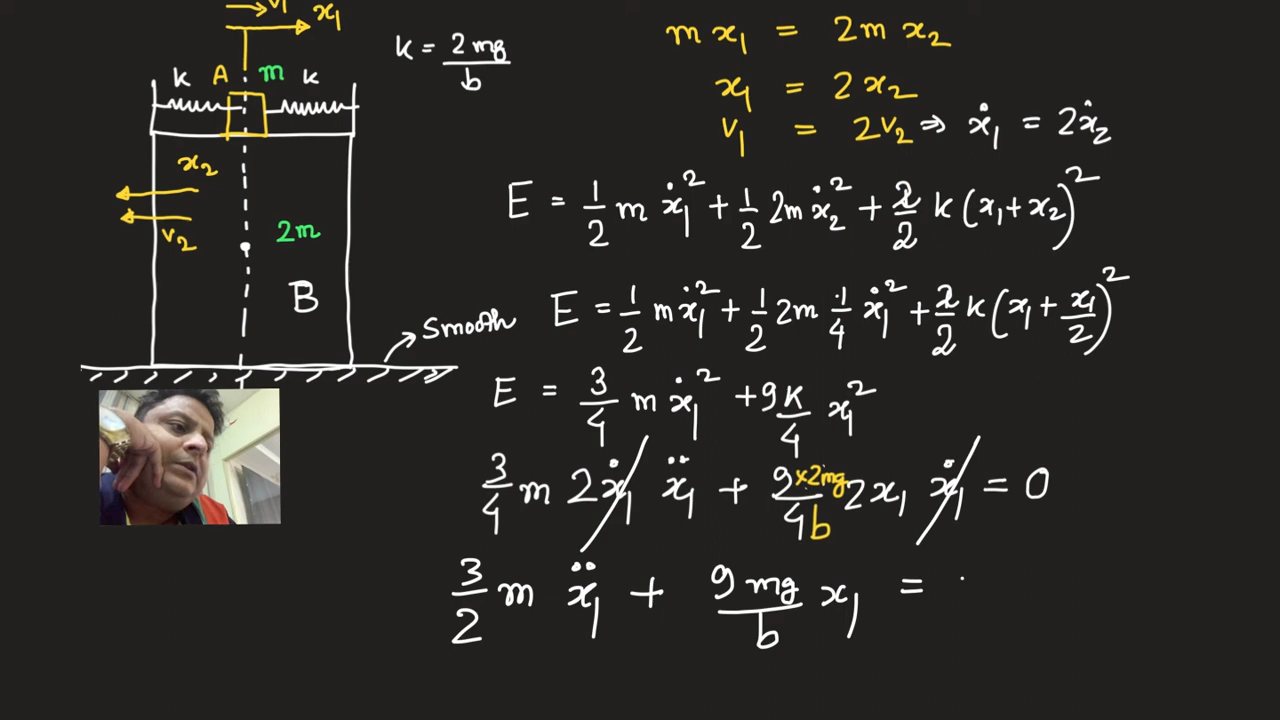 v₁ x₁
k = 2mg/b
k A m k
x₂
v₂ 2m
B
Smooth
m x₁ = 2m x₂
x₁ = 2 x₂
v₁ = 2v₂ ⇒ ẋ₁ = 2ẋ₂
E = 1/2 m ẋ₁² + 1/2 2m ẋ₂² + 2/2 k (x₁ + x₂)²
E = 1/2 m ẋ₁² + 1/2 2m 1/4 ẋ₁² + 2/2 k (x₁ + x₁/2)²
E = 3/4 m ẋ₁² + 9k/4 x₁²
3/4 m 2ẋ₁ ẍ₁ + 9×2mg/4b 2x₁ ẋ₁ = 0
3/2 m ẍ₁ + 9mg/b x₁ =